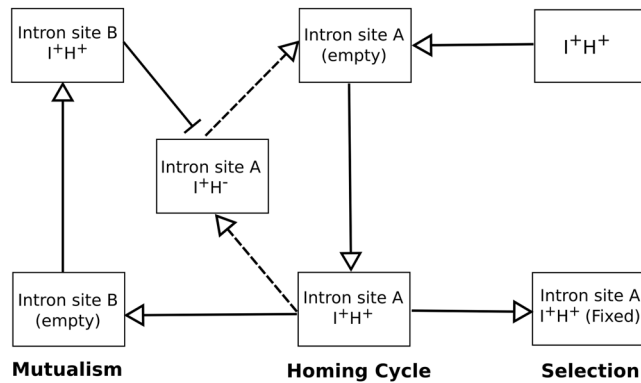 Intron site B
I⁺H⁺
Intron site A
(empty)
I⁺H⁺
Intron site A
I⁺H⁻
Intron site B
(empty)
Intron site A
I⁺H⁺
Intron site A
I⁺H⁺ (Fixed)
Mutualism
Homing Cycle
Selection